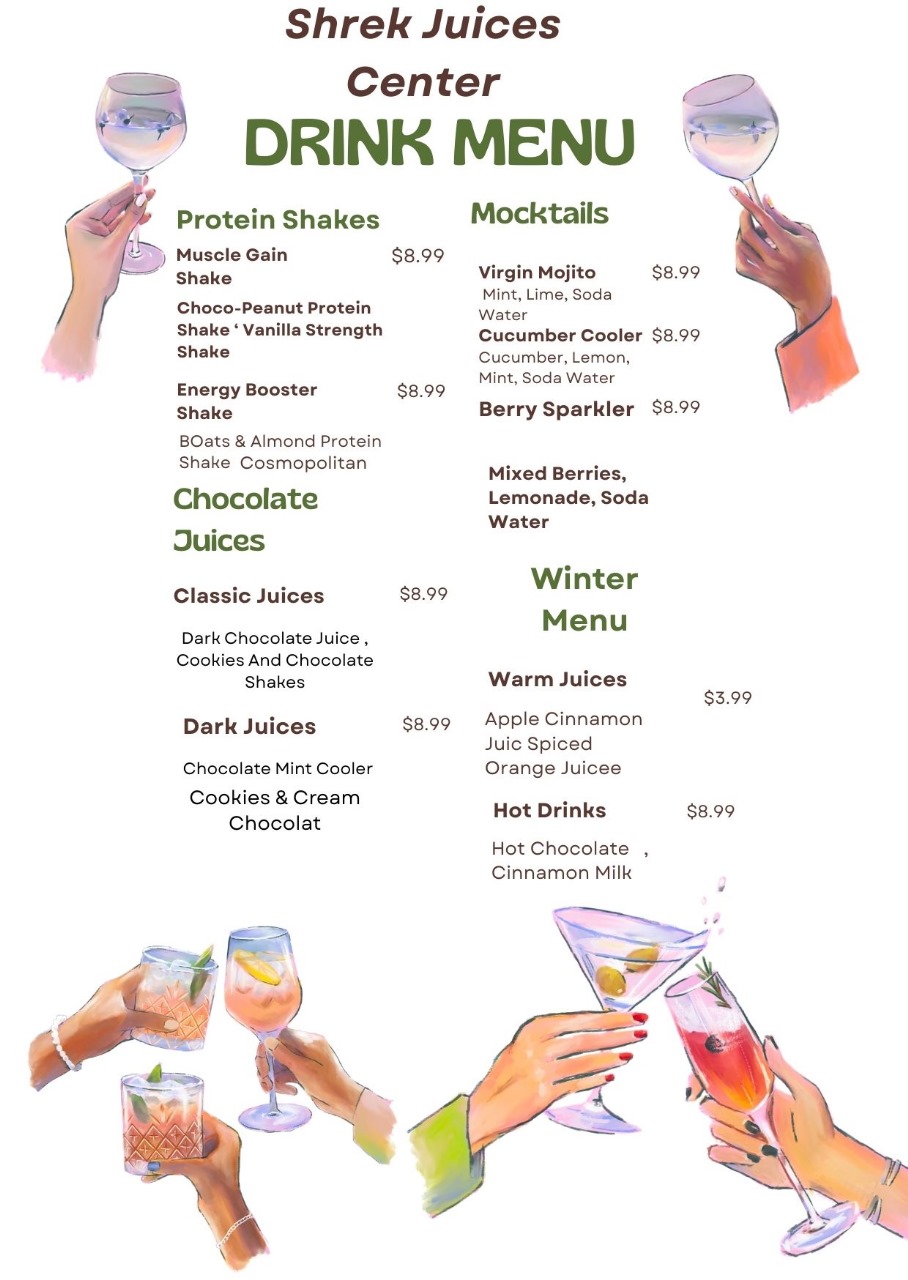 Shrek Juices
Center
DRINK MENU
Protein Shakes
Muscle Gain $8.99
Shake
Choco-Peanut Protein
Shake ‘ Vanilla Strength
Shake
Energy Booster $8.99
Shake
BOats & Almond Protein
Shake Cosmopolitan
Chocolate
Juices
Classic Juices $8.99
Dark Chocolate Juice ,
Cookies And Chocolate
Shakes
Dark Juices $8.99
Chocolate Mint Cooler
Cookies & Cream
Chocolat
Mocktails
Virgin Mojito $8.99
Mint, Lime, Soda
Water
Cucumber Cooler $8.99
Cucumber, Lemon,
Mint, Soda Water
Berry Sparkler $8.99
Mixed Berries,
Lemonade, Soda
Water
Winter
Menu
Warm Juices
$3.99
Apple Cinnamon
Juic Spiced
Orange Juicee
Hot Drinks $8.99
Hot Chocolate ,
Cinnamon Milk